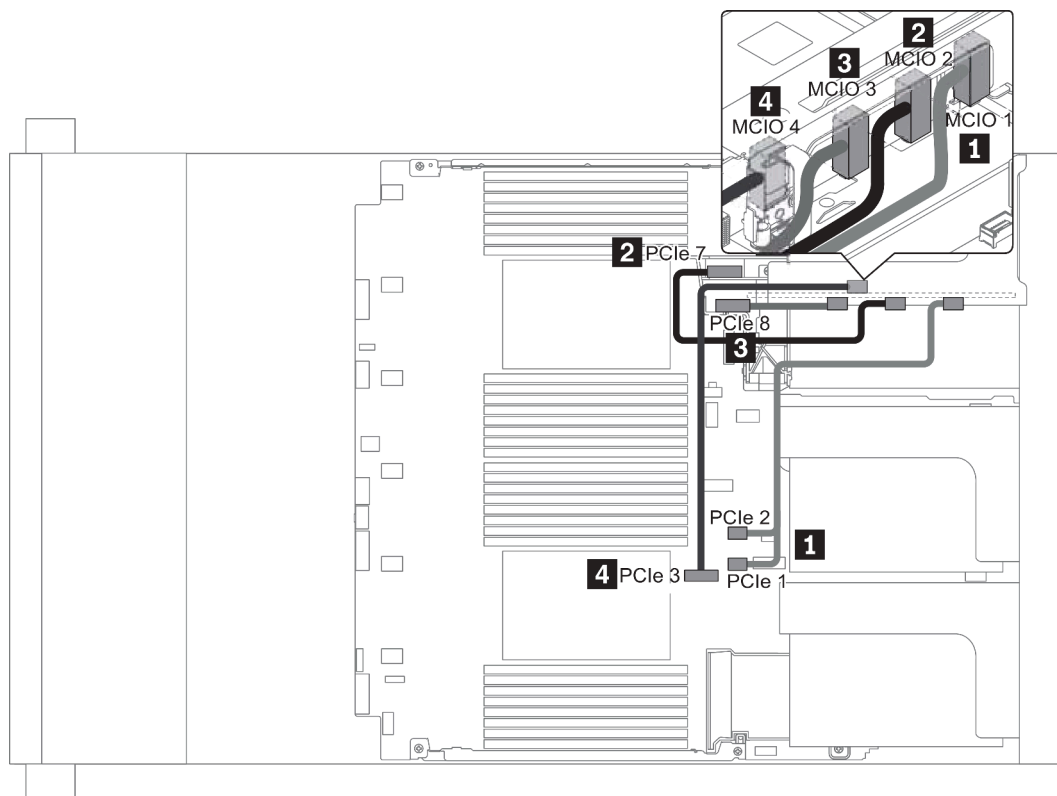 2
MCIO 2
3
MCIO 3
4
MCIO 4
MCIO 1
1
2 PCIe 7
PCIe 8
3
PCIe 2
1
4 PCIe 3
PCIe 1